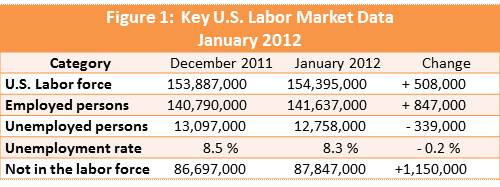 Figure 1:  Key U.S. Labor Market Data
January 2012
Category December 2011 January 2012 Change
U.S. Labor force 153,887,000 154,395,000 + 508,000
Employed persons 140,790,000 141,637,000 + 847,000
Unemployed persons 13,097,000 12,758,000 - 339,000
Unemployment rate 8.5 % 8.3 % - 0.2 %
Not in the labor force 86,697,000 87,847,000 +1,150,000